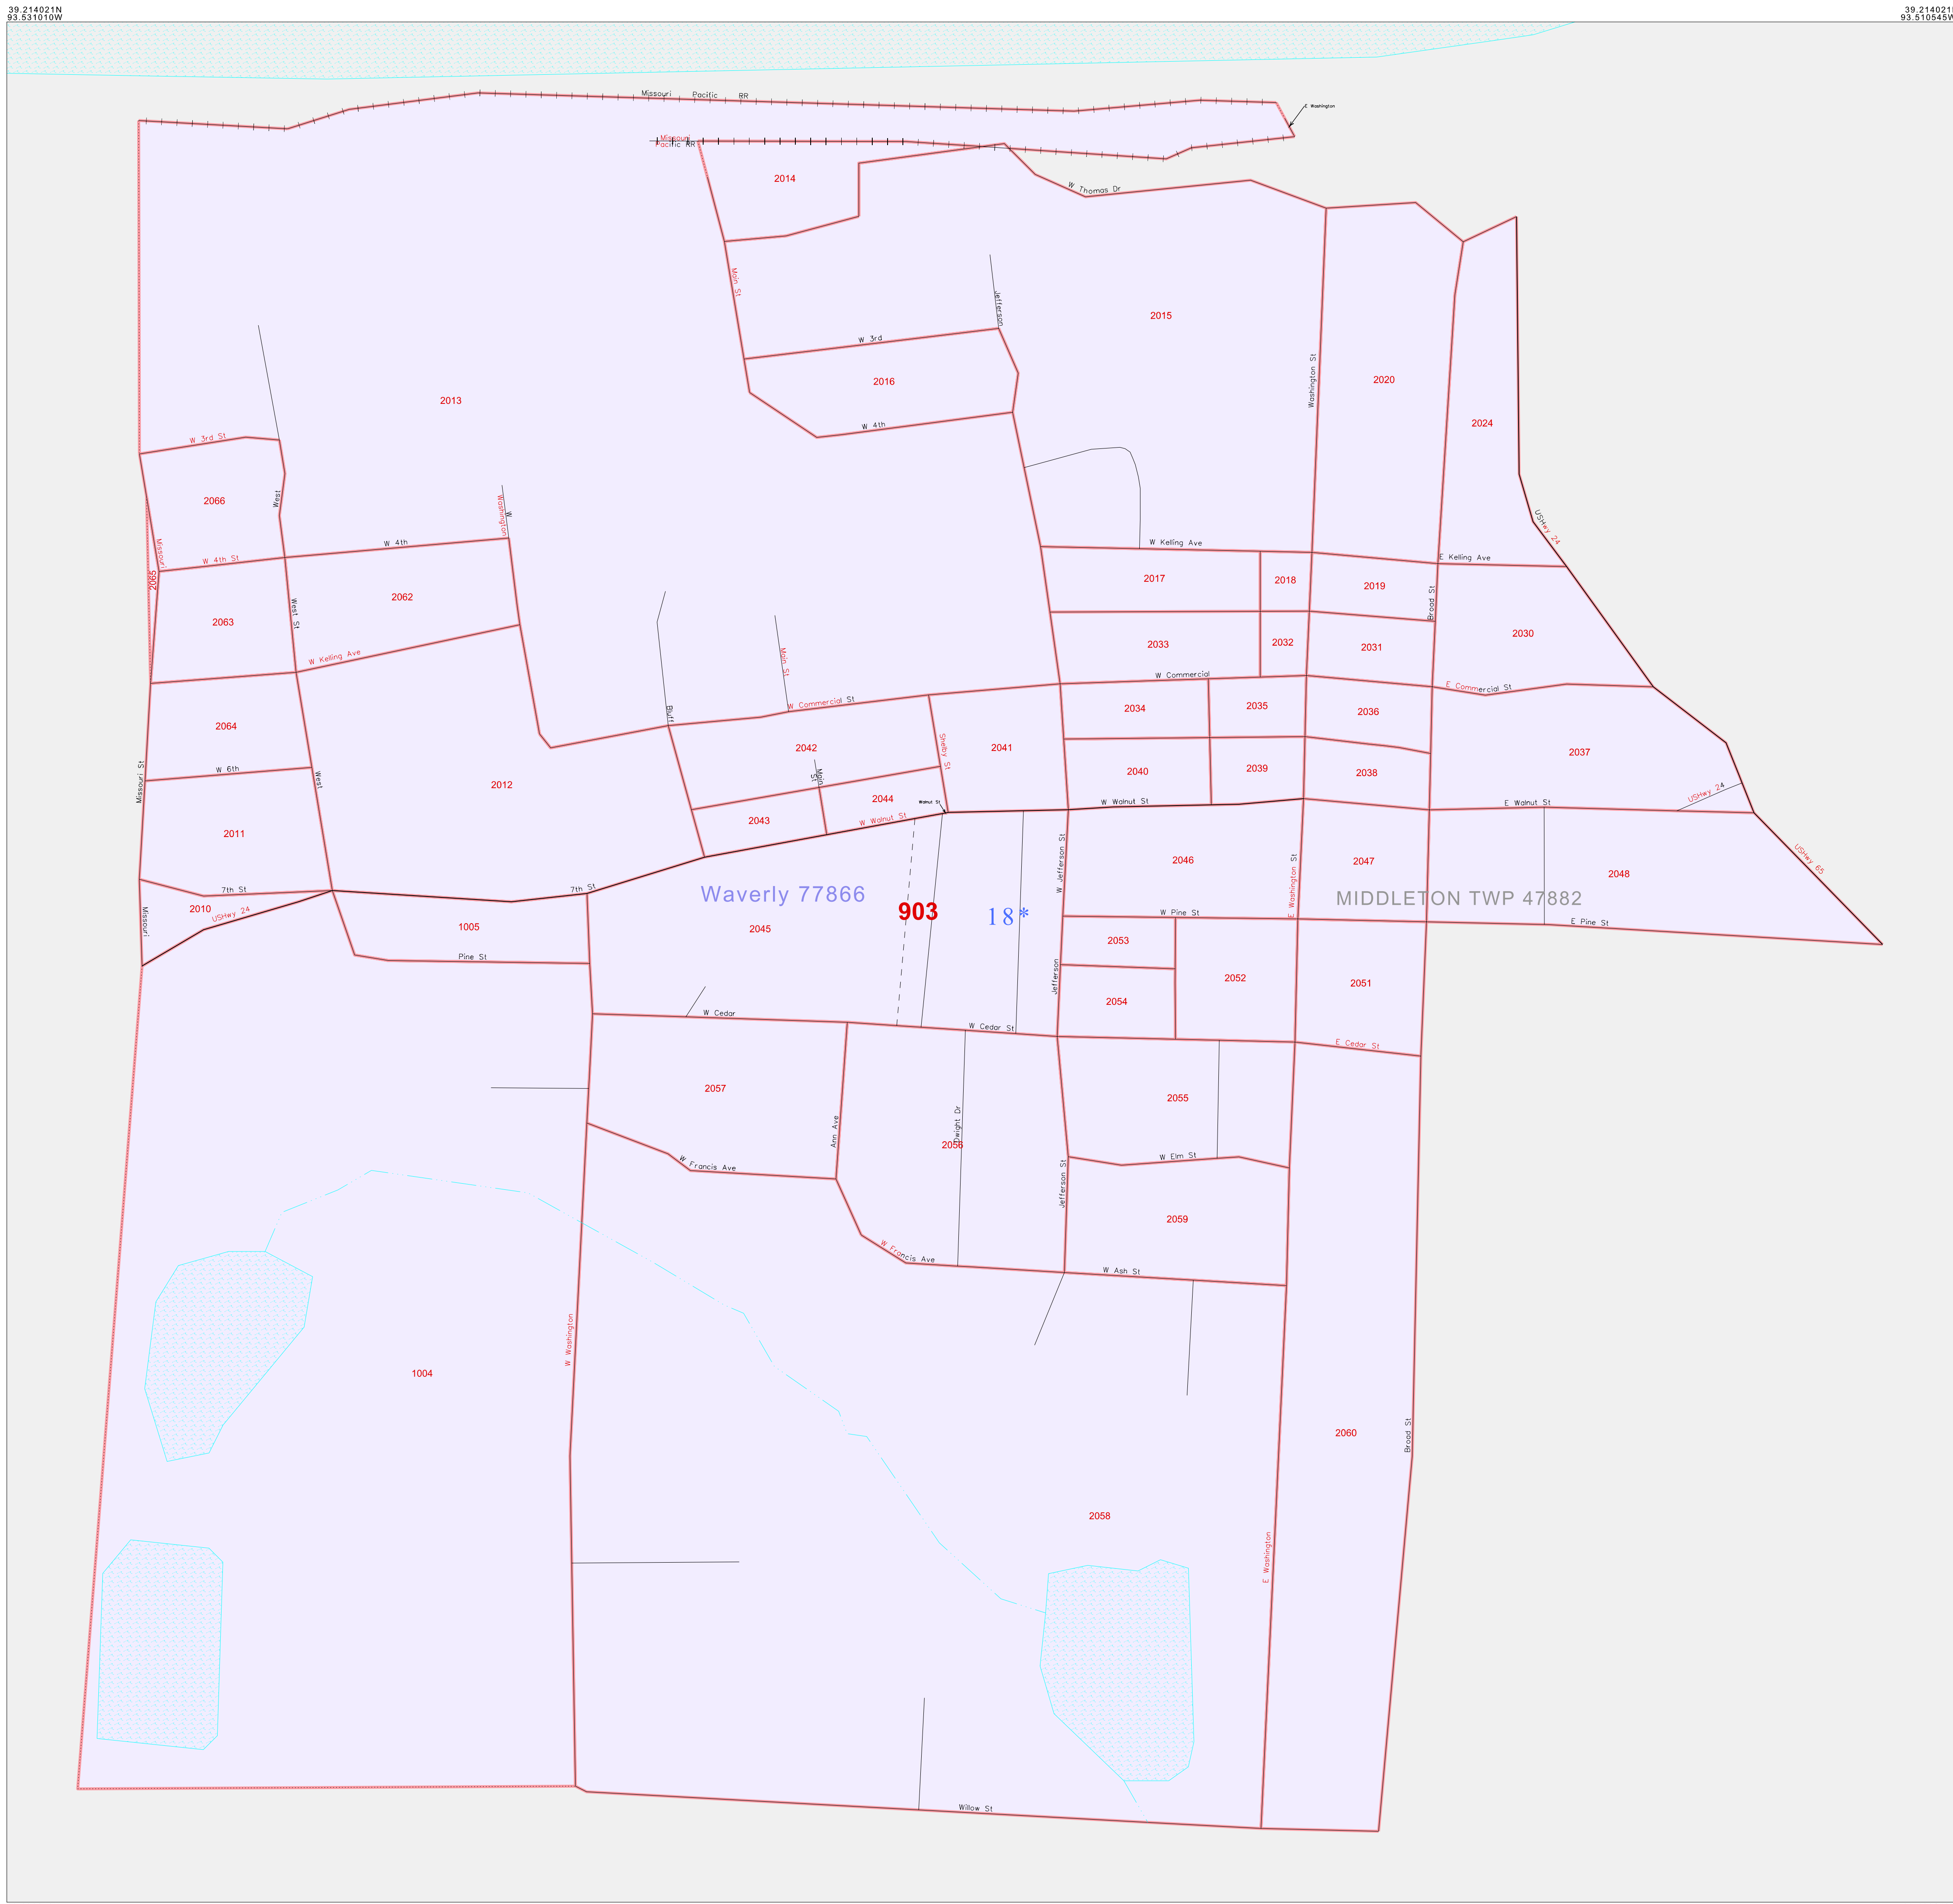 39.214021N
93.531010W
39.214021N
93.510545W
Missouri Pacific RR
E Washington
Missouri
Pacific RR
2014
W Thomas Dr
Main St
Jefferson
2015
W 3rd
2016
W 4th
Washington St
2020
2024
2013
W 3rd St
2066
West
Missouri
W 4th St
W 4th
W
Washington
USHwy 24
W Kelling Ave
E Kelling Ave
2065
2063
West St
2062
W Kelling Ave
2017
2018
2019
Broad St
2030
2033
2032
2031
Main St
Bluff
W Commercial St
W Commercial
E Commercial St
2064
W 6th
Missouri St
West
2012
2042
Shelby St
2041
2034
2035
2036
2037
2040
2039
2038
Main
St
2044
2043
Walnut St
W Walnut St
W Walnut St
E Walnut St
USHwy 24
2011
7th St
7th St
2010
USHwy 24
Missouri
1005
Pine St
Waverly 77866
903
18*
2045
W Jefferson St
2046
E Washington St
2047
MIDDLETON TWP 47882
2048
USHwy 65
W Pine St
E Pine St
2053
2054
Jefferson
2052
2051
W Cedar
W Cedar St
E Cedar St
2057
Ann Ave
W Francis Ave
2056
Dwight Dr
2055
W Elm St
Jefferson St
2059
W Francis Ave
W Ash St
W Washington
1004
2060
Broad St
2058
E Washington
Willow St